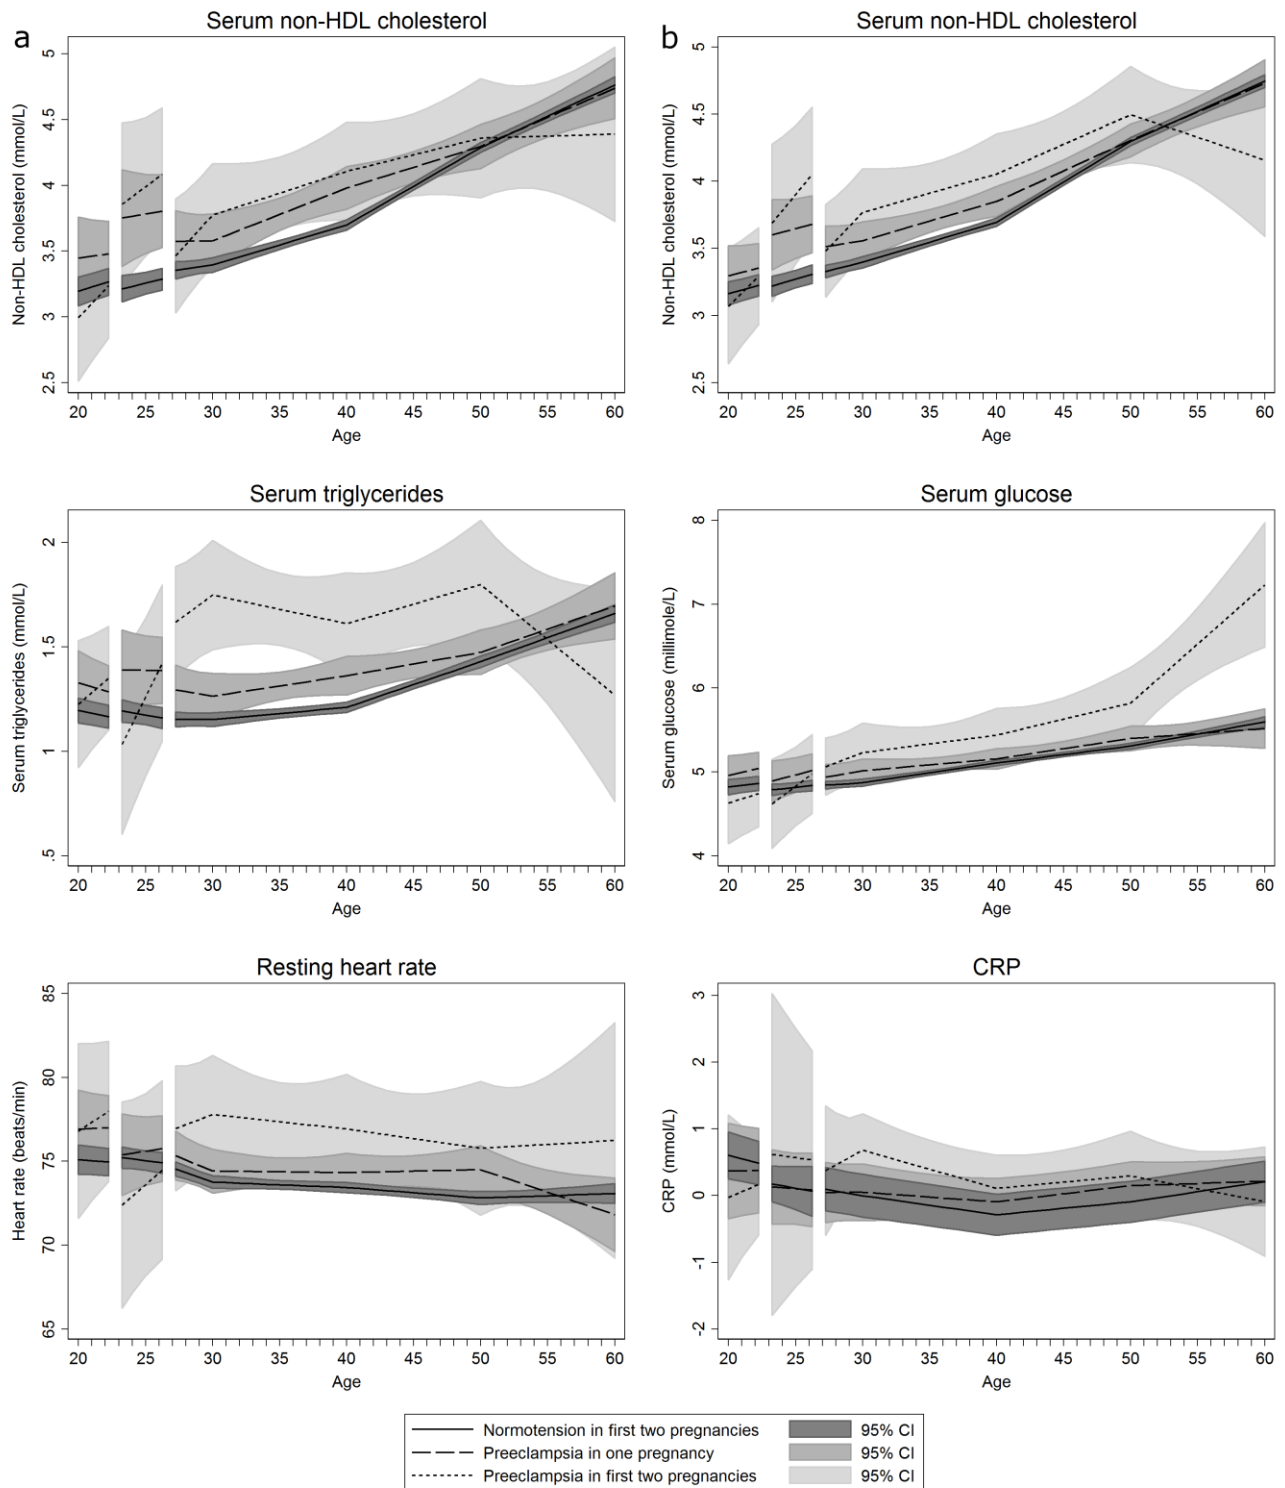 a
Serum non-HDL cholesterol
Non-HDL cholesterol (mmol/L)
5
4.5
4
3.5
3
2.5
20 25 30 35 40 45 50 55 60
Age
b
Serum non-HDL cholesterol
Non-HDL cholesterol (mmol/L)
5
4.5
4
3.5
3
2.5
20 25 30 35 40 45 50 55 60
Age
Serum triglycerides
Serum triglycerides (mmol/L)
2
1.5
1
.5
20 25 30 35 40 45 50 55 60
Age
Serum glucose
Serum glucose (millimole/L)
8
7
6
5
4
20 25 30 35 40 45 50 55 60
Age
Resting heart rate
Heart rate (beats/min)
85
80
75
70
65
20 25 30 35 40 45 50 55 60
Age
CRP
CRP (mmol/L)
3
2
1
0
-1
-2
20 25 30 35 40 45 50 55 60
Age
Normotension in first two pregnancies 95% CI
Preeclampsia in one pregnancy 95% CI
Preeclampsia in first two pregnancies 95% CI